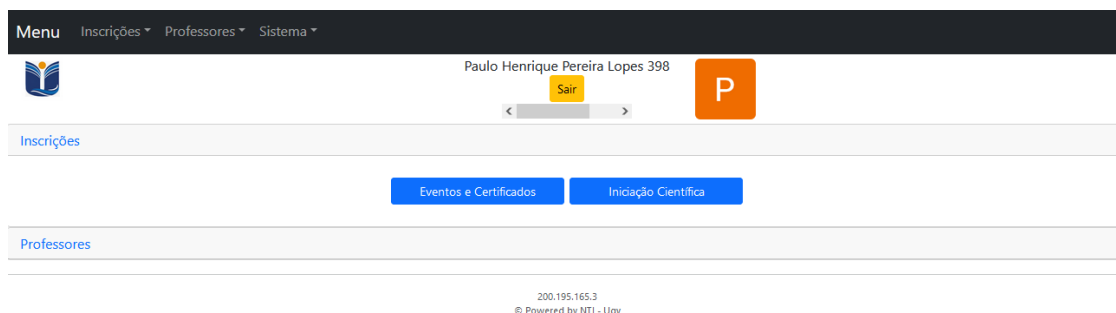 Menu Inscrições Professores Sistema
Paulo Henrique Pereira Lopes 398
Sair
P
Inscrições
Eventos e Certificados Iniciação Científica
Professores
200.195.165.3
© Powered by NTI - Ugv